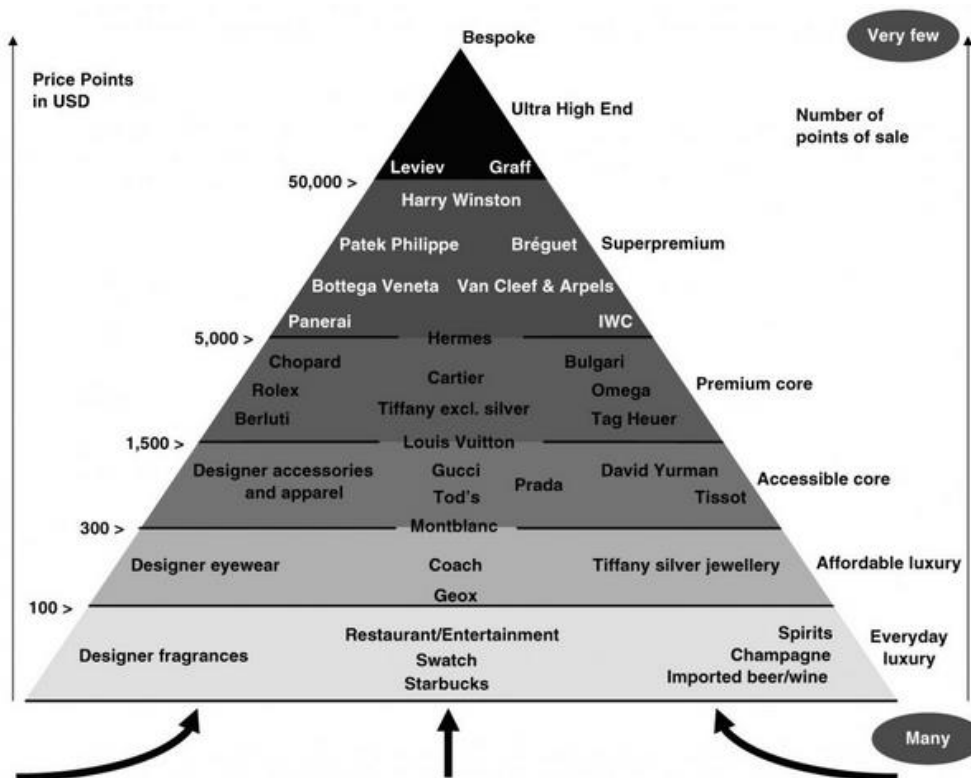 Bespoke
Very few
Price Points
in USD
Ultra High End
Number of
points of sale
Leviev Graff
50,000 >
Harry Winston
Patek Philippe Bréguet Superpremium
Bottega Veneta Van Cleef & Arpels
Panerai IWC
5,000 > Hermes
Chopard Bulgari
Cartier Premium core
Rolex Omega
Berluti Tiffany excl. silver Tag Heuer
1,500 > Louis Vuitton
Designer accessories
and apparel
Gucci
Tod's
Prada
David Yurman
Tissot
Accessible core
300 > Montblanc
Designer eyewear Coach Tiffany silver jewellery Affordable luxury
Geox
100 >
Designer fragrances
Restaurant/Entertainment
Swatch
Starbucks
Spirits
Champagne
Imported beer/wine
Everyday
luxury
Many